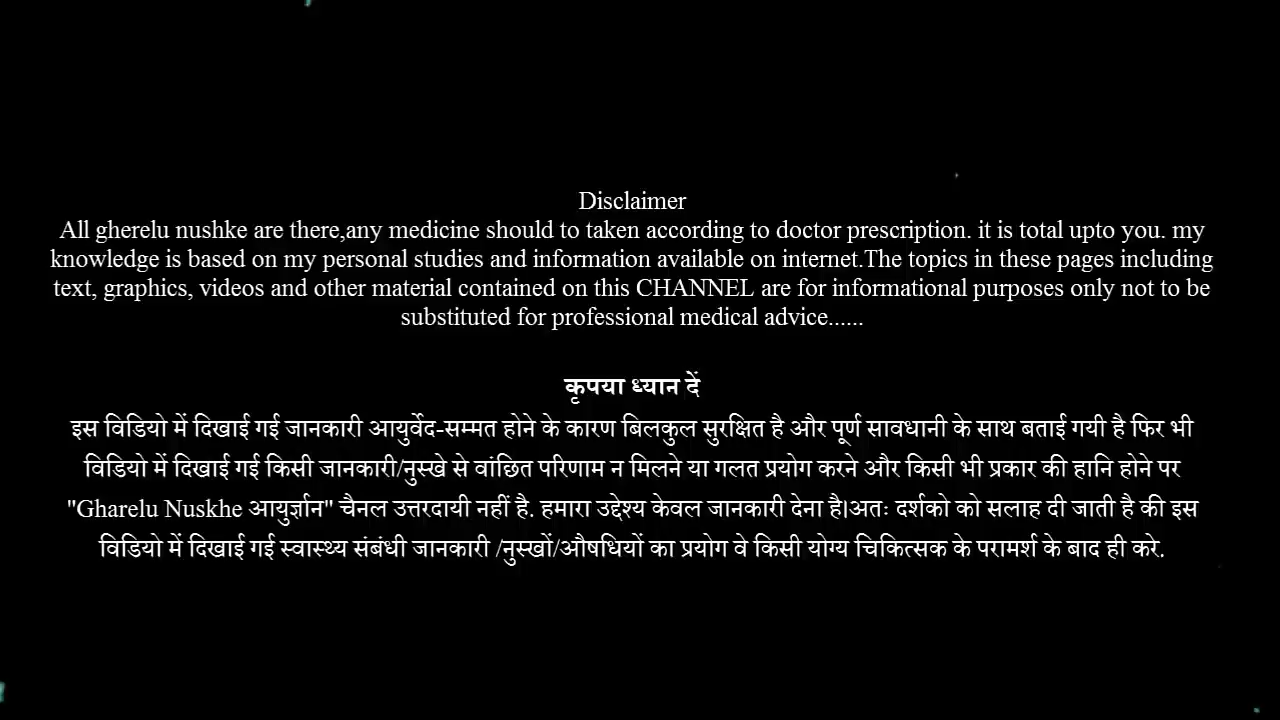 Disclaimer
All gherelu nushke are there,any medicine should to taken according to doctor prescription. it is total upto you. my
knowledge is based on my personal studies and information available on internet.The topics in these pages including
text, graphics, videos and other material contained on this CHANNEL are for informational purposes only not to be
substituted for professional medical advice......
कृपया ध्यान दें
इस विडियो में दिखाई गई जानकारी आयुर्वेद-सम्मत होने के कारण बिलकुल सुरक्षित है और पूर्ण सावधानी के साथ बताई गयी है फिर भी
विडियो में दिखाई गई किसी जानकारी/नुस्खे से वांछित परिणाम न मिलने या गलत प्रयोग करने और किसी भी प्रकार की हानि होने पर
"Gharelu Nuskhe आयुर्ज्ञान" चैनल उत्तरदायी नहीं है. हमारा उद्देश्य केवल जानकारी देना है।अतः दर्शको को सलाह दी जाती है की इस
विडियो में दिखाई गई स्वास्थ्य संबंधी जानकारी /नुस्खों/औषधियों का प्रयोग वे किसी योग्य चिकित्सक के परामर्श के बाद ही करे.